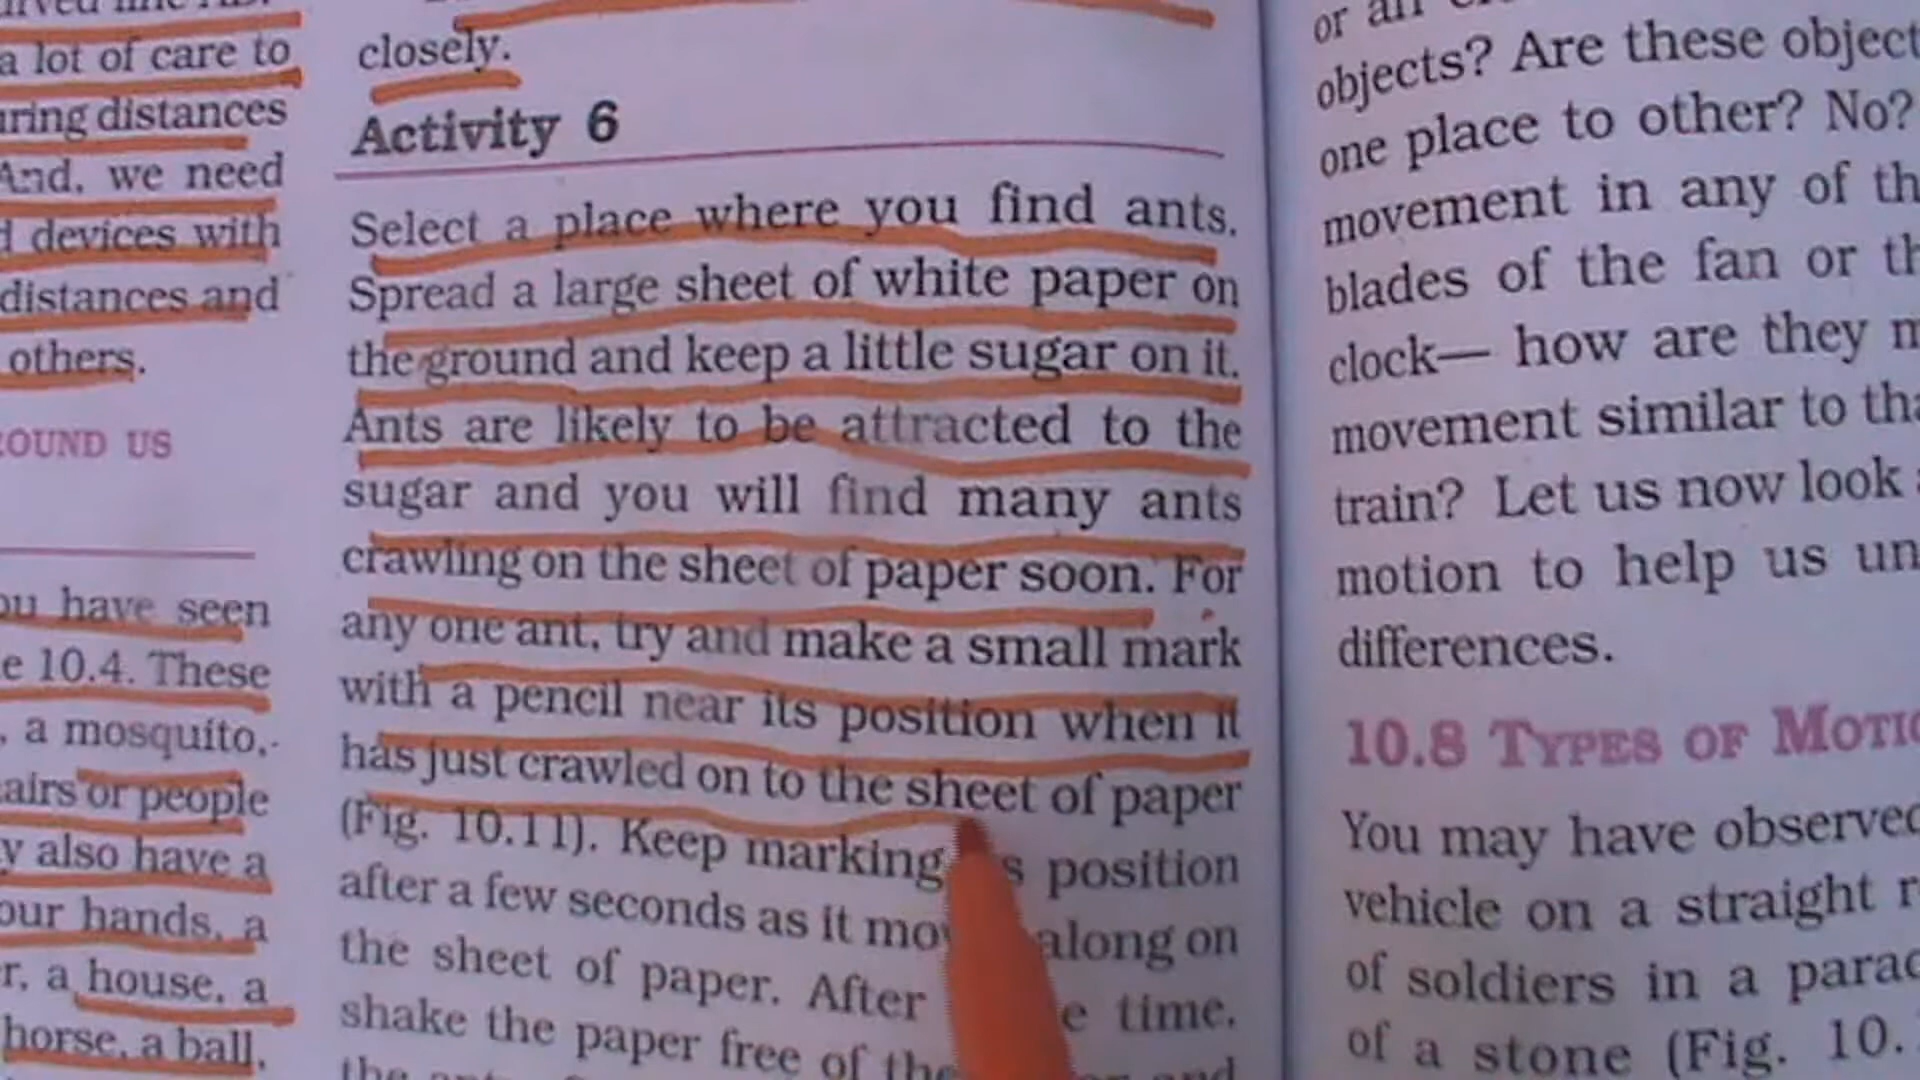 a lot of care to
distances
And, we need
devices with
distances and
others.
OUND US
have seen
10.4. These
a mosquito,
or people
also have a
hands, a
a house, a
horse, a ball,
closely.
Activity 6
Select a place where you find ants.
Spread a large sheet of white paper on
the ground and keep a little sugar on it.
Ants are likely to be attracted to the
sugar and you will find many ants
crawling on the sheet of paper soon. For
any one ant, try and make a small mark
with a pencil near its position when it
has just crawled on to the sheet of paper
(Fig. 10.11). Keep marking position
after a few seconds as it along on
the sheet of paper. After time,
shake the paper free of
or
objects? Are these
one place to other? No?
movement in any of
blades of the fan or
clock— how are they
movement similar to
train? Let us now look
motion to help us
differences.
10.8 TYPES OF
You may have
vehicle on a straight
of soldiers in a
of a stone (Fig. 10.